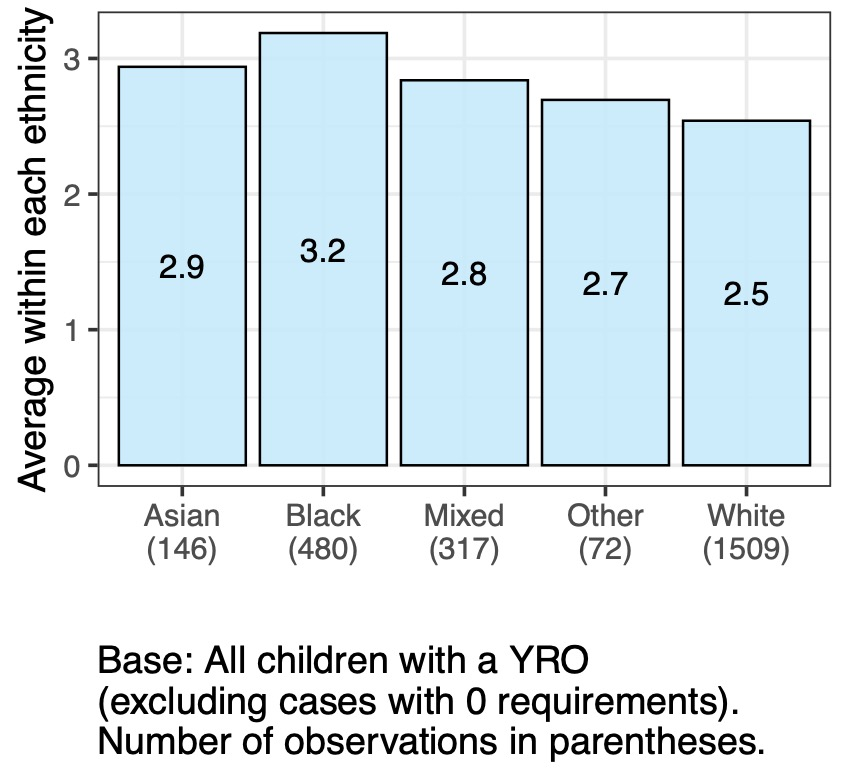 Average within each ethnicity
3
2
1
0
2.9
3.2
2.8
2.7
2.5
Asian
(146)
Black
(480)
Mixed
(317)
Other
(72)
White
(1509)
Base: All children with a YRO
(excluding cases with 0 requirements).
Number of observations in parentheses.